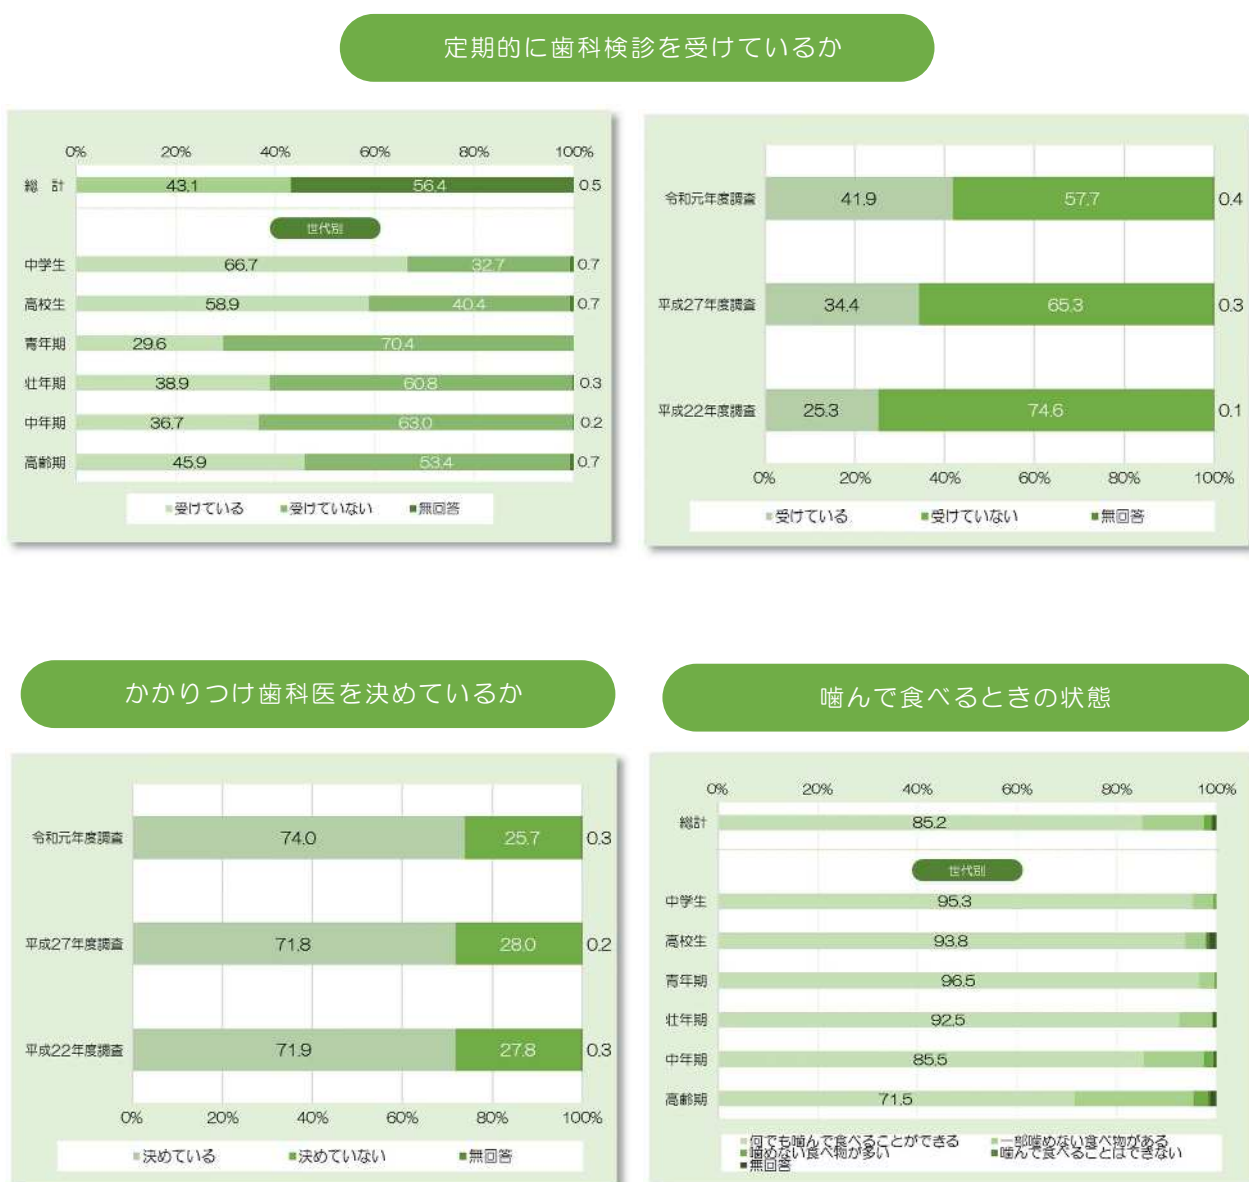 定期的に歯科検診を受けているか
0% 20% 40% 60% 80% 100%
総 計 43.1 56.4 0.5
世代別
中学生 66.7 32.7 0.7
高校生 58.9 40.4 0.7
青年期 29.6 70.4
壮年期 38.9 60.8 0.3
中年期 36.7 63.0 0.2
高齢期 45.9 53.4 0.7
受けている 受けていない 無回答
令和元年度調査 41.9 57.7 0.4
平成27年度調査 34.4 65.3 0.3
平成22年度調査 25.3 74.6 0.1
0% 20% 40% 60% 80% 100%
受けている 受けていない 無回答
かかりつけ歯科医を決めているか
令和元年度調査 74.0 25.7 0.3
平成27年度調査 71.8 28.0 0.2
平成22年度調査 71.9 27.8 0.3
0% 20% 40% 60% 80% 100%
決めている 決めていない 無回答
噛んで食べるときの状態
0% 20% 40% 60% 80% 100%
総計 85.2
世代別
中学生 95.3
高校生 93.8
青年期 96.5
壮年期 92.5
中年期 85.5
高齢期 71.5
何でも噛んで食べることができる 一部噛めない食べ物がある
噛めない食べ物が多い 噛んで食べることはできない
無回答